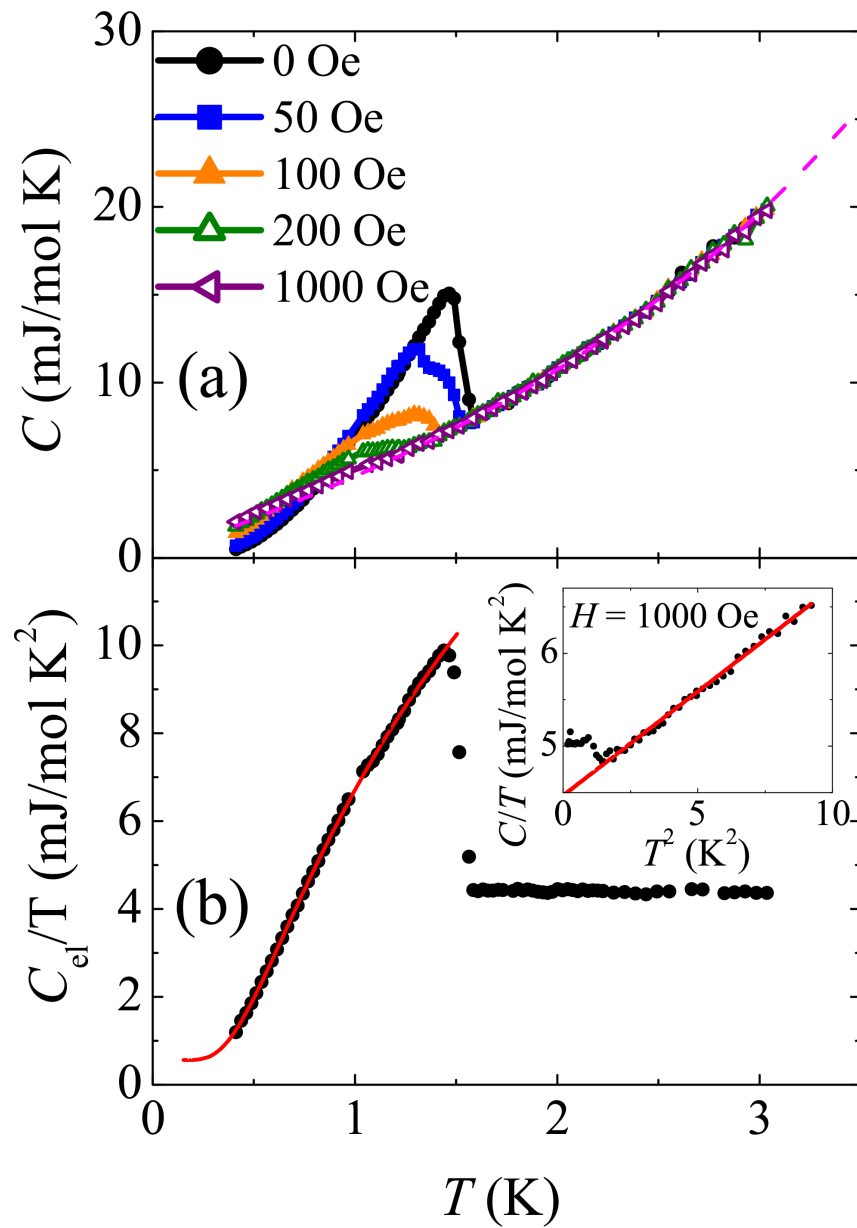 30
20
10
0
C (mJ/mol K)
0 Oe
50 Oe
100 Oe
200 Oe
1000 Oe
(a)
10
8
6
4
2
0
C_el/T (mJ/mol K²)
(b)
H = 1000 Oe
6
5
C/T (mJ/mol K²)
0 5 10
T² (K²)
0 1 2 3
T (K)